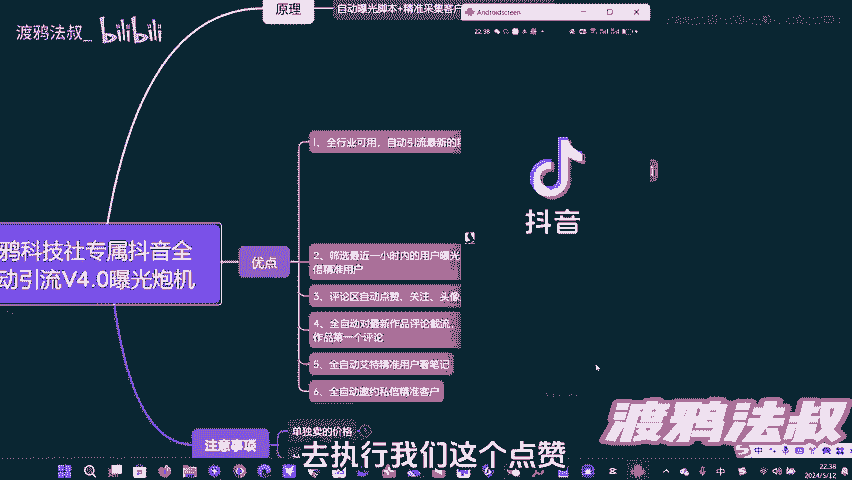 渡鸦法叔_ bilibili
原理
自动曝光脚本+精准采集客户
Androidscreen
22:38
抖音
1、全行业可用，自动引流最新的
鸦科技社专属抖音全
动引流V4.0曝光炮机
优点
2、筛选最近一小时内的用户曝光
信精准用户
3、评论区自动点赞、关注、头像
4、全自动对最新作品评论截流，
作品第一个评论
5、全自动艾特精准用户看笔记
6、全自动邀约私信精准客户
渡鸦法叔
注意事项
单独卖的价格
去执行我们这个点赞
中
22:38
2024/5/12